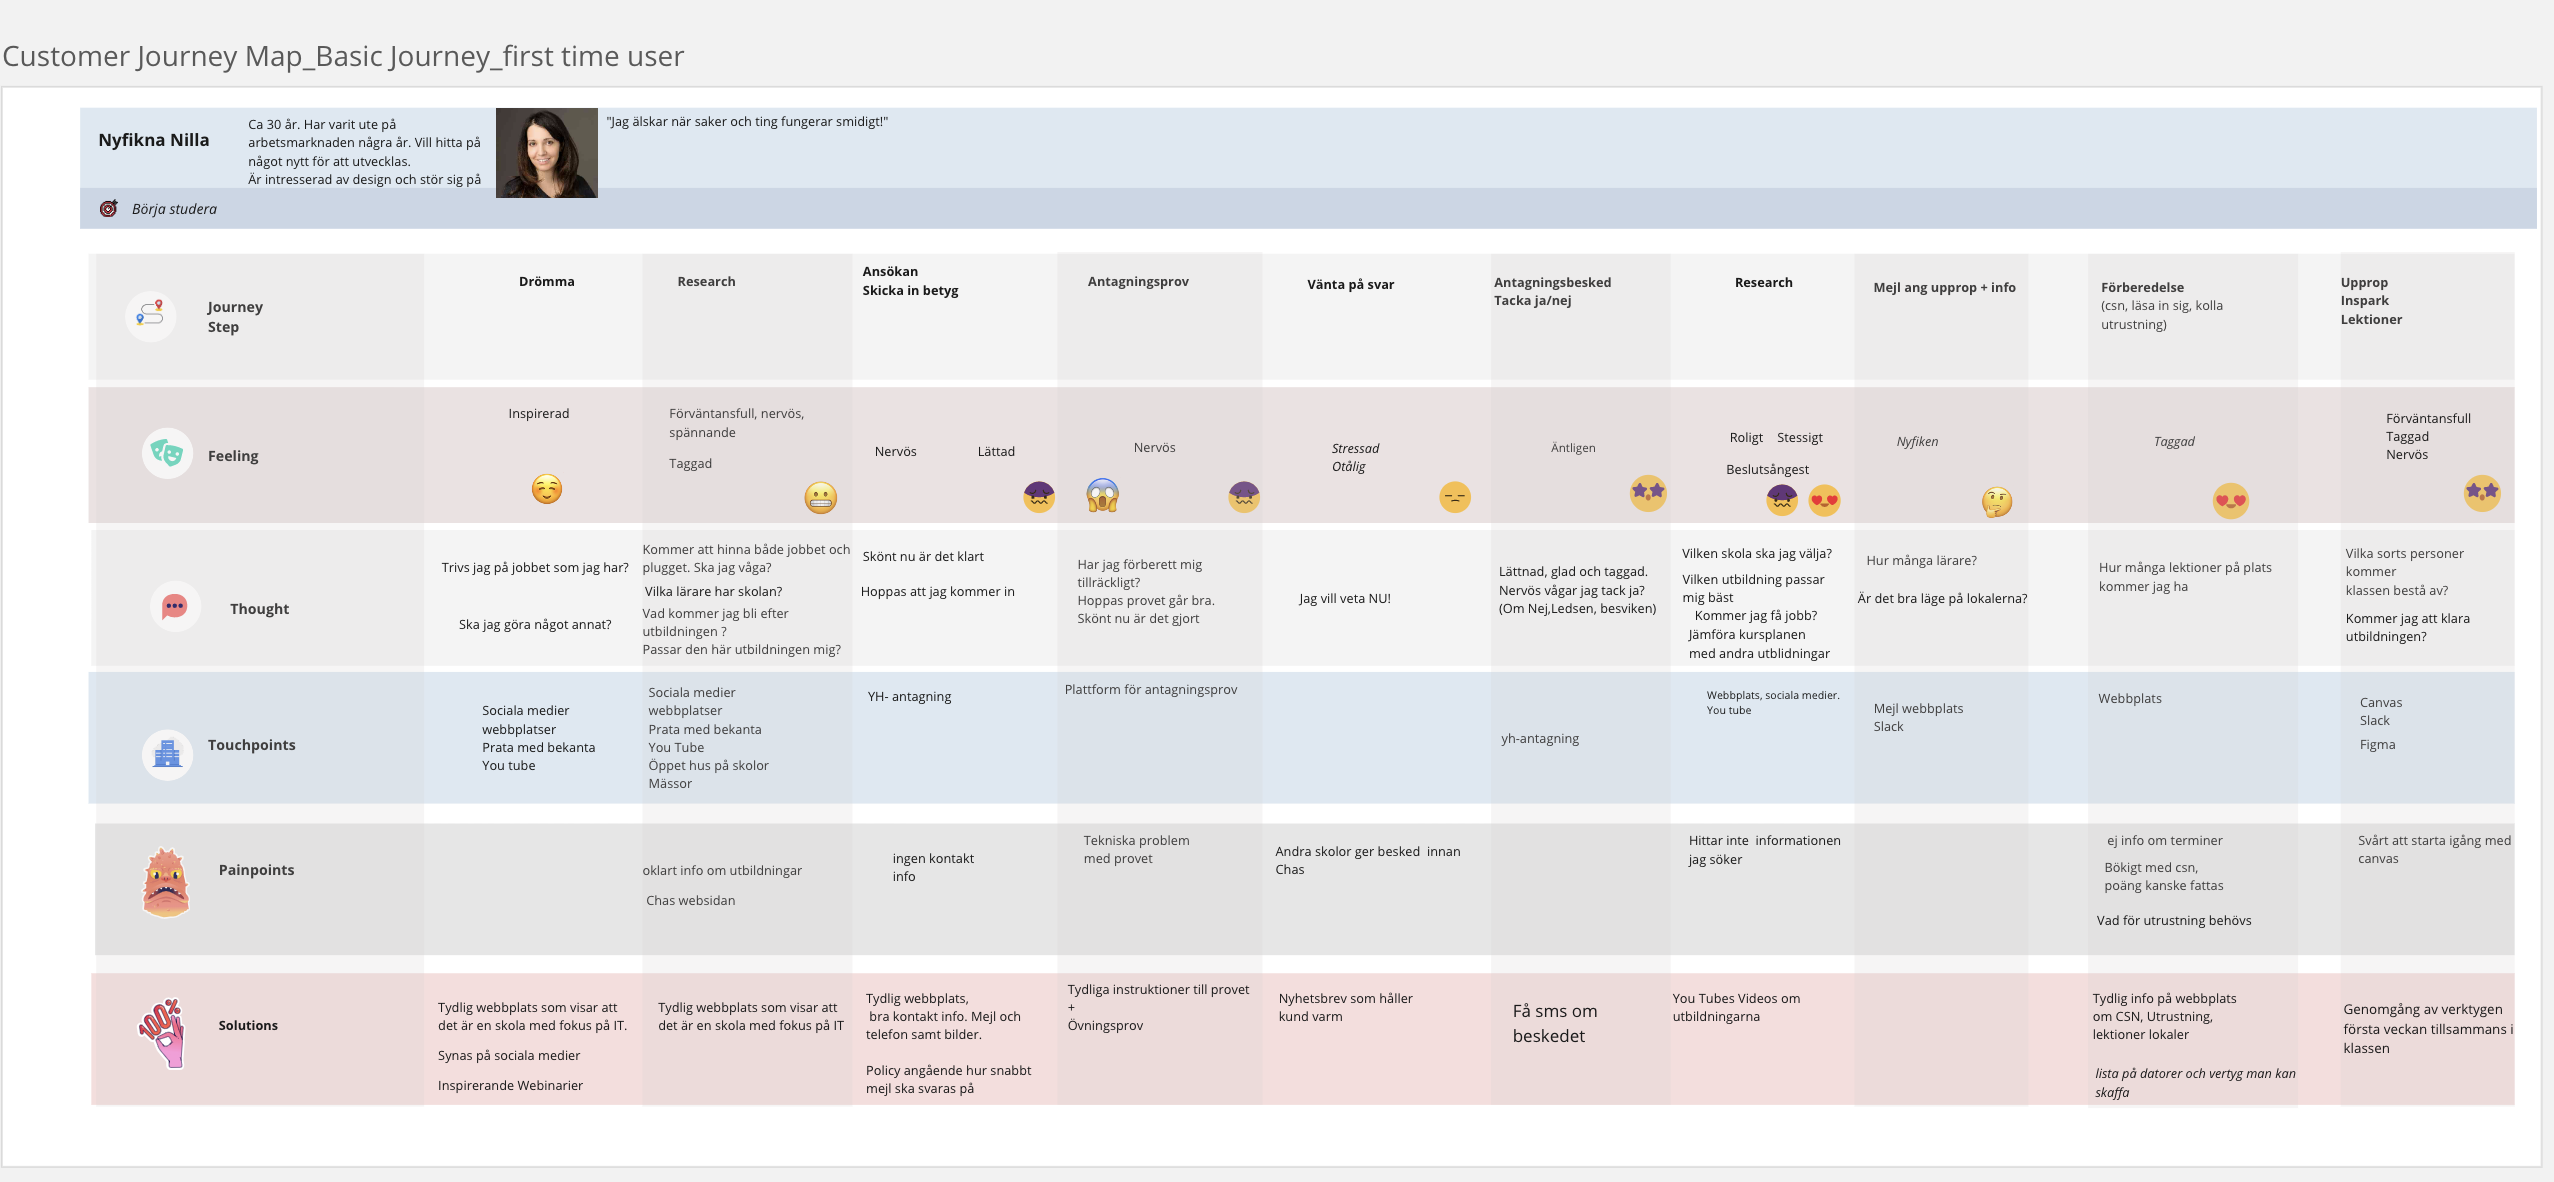 Customer Journey Map_Basic Journey_first time user
Nyfikna Nilla
Ca 30 år. Har varit ute på
arbetsmarknaden några år. Vill hitta på
något nytt för att utvecklas.
Är intresserad av design och stör sig på
"Jag älskar när saker och ting fungerar smidigt!"
Börja studera
Journey
Step
Drömma
Research
Ansökan
Skicka in betyg
Antagningsprov
Vänta på svar
Antagningsbesked
Tacka ja/nej
Research
Mejl ang upprop + info
Förberedelse
(csn, läsa in sig, kolla
utrustning)
Upprop
Inspark
Lektioner
Feeling
Inspirerad
Förväntansfull, nervös,
spännande
Taggad
Nervös
Lättad
Nervös
Stressad
Otålig
Äntligen
Roligt
Stessigt
Beslutsångest
Nyfiken
Taggad
Förväntansfull
Taggad
Nervös
Thought
Trivs jag på jobbet som jag har?
Ska jag göra något annat?
Kommer att hinna både jobbet och
plugget. Ska jag våga?
Vilka lärare har skolan?
Vad kommer jag bli efter
utbildningen ?
Passar den här utbildningen mig?
Skönt nu är det klart
Hoppas att jag kommer in
Har jag förberett mig
tillräckligt?
Hoppas provet går bra.
Skönt nu är det gjort
Jag vill veta NU!
Lättnad, glad och taggad.
Nervös vågar jag tack ja?
(Om Nej,Ledsen, besviken)
Vilken skola ska jag välja?
Vilken utbildning passar
mig bäst
Kommer jag få jobb?
Jämföra kursplanen
med andra utblidningar
Hur många lärare?
Är det bra läge på lokalerna?
Hur många lektioner på plats
kommer jag ha
Vilka sorts personer
kommer
klassen bestå av?
Kommer jag att klara
utbildningen?
Touchpoints
Sociala medier
webbplatser
Prata med bekanta
You tube
Sociala medier
webbplatser
Prata med bekanta
You Tube
Öppet hus på skolor
Mässor
YH- antagning
Plattform för antagningsprov
yh-antagning
Webbplats, sociala medier.
You tube
Mejl webbplats
Slack
Webbplats
Canvas
Slack
Figma
Painpoints
oklart info om utbildningar
Chas websidan
ingen kontakt
info
Tekniska problem
med provet
Andra skolor ger besked  innan
Chas
Hittar inte  informationen
jag söker
ej info om terminer
Bökigt med csn,
poäng kanske fattas
Vad för utrustning behövs
Svårt att starta igång med
canvas
100%
Solutions
Tydlig webbplats som visar att
det är en skola med fokus på IT.
Synas på sociala medier
Inspirerande Webinarier
Tydlig webbplats som visar att
det är en skola med fokus på IT
Tydlig webbplats,
bra kontakt info. Mejl och
telefon samt bilder.
Policy angående hur snabbt
mejl ska svaras på
Tydliga instruktioner till provet
+
Övningsprov
Nyhetsbrev som håller
kund varm
Få sms om
beskedet
You Tubes Videos om
utbildningarna
Tydlig info på webbplats
om CSN, Utrustning,
lektioner lokaler
lista på datorer och vertyg man kan
skaffa
Genomgång av verktygen
första veckan tillsammans i
klassen